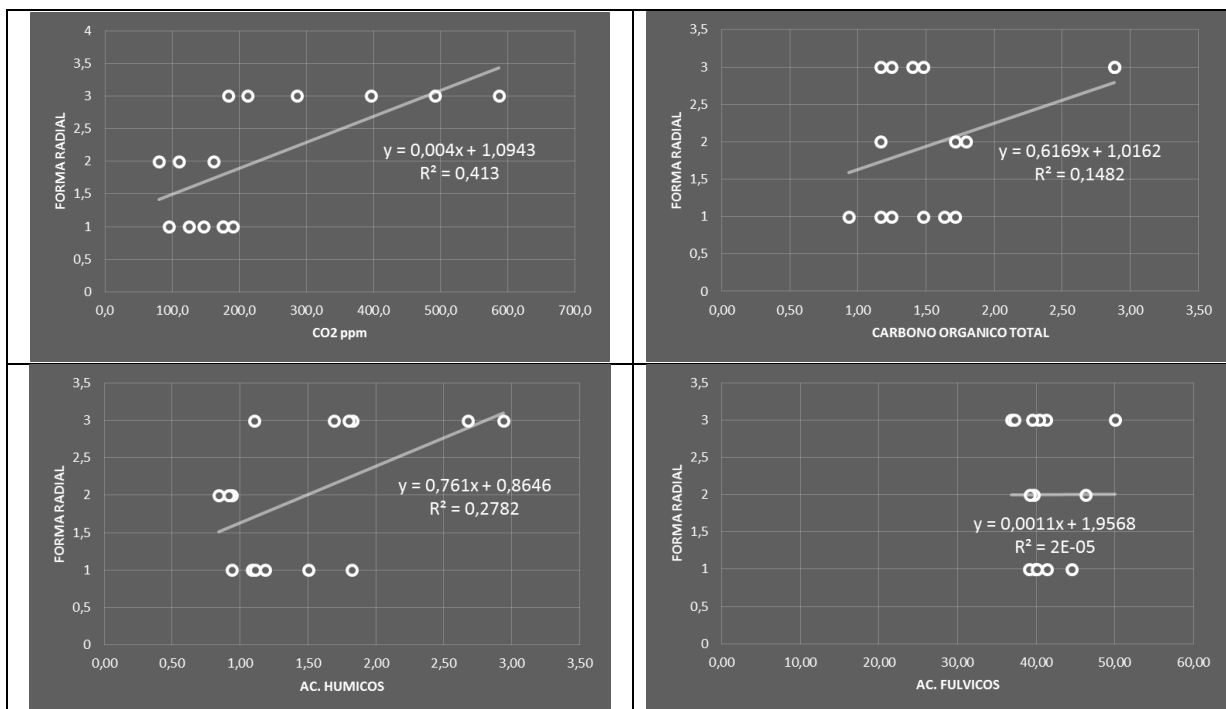 4
3,5
3
2,5
2
1,5
1
0,5
0
FORMA RADIAL
y = 0,004x + 1,0943
R² = 0,413
0,0 100,0 200,0 300,0 400,0 500,0 600,0 700,0
CO2 ppm
3,5
3
2,5
2
1,5
1
0,5
0
FORMA RADIAL
y = 0,6169x + 1,0162
R² = 0,1482
0,00 0,50 1,00 1,50 2,00 2,50 3,00 3,50
CARBONO ORGANICO TOTAL
3,5
3
2,5
2
1,5
1
0,5
0
FORMA RADIAL
y = 0,761x + 0,8646
R² = 0,2782
0,00 0,50 1,00 1,50 2,00 2,50 3,00 3,50
AC. HUMICOS
3,5
3
2,5
2
1,5
1
0,5
0
FORMA RADIAL
y = 0,0011x + 1,9568
R² = 2E-05
0,00 10,00 20,00 30,00 40,00 50,00 60,00
AC. FULVICOS